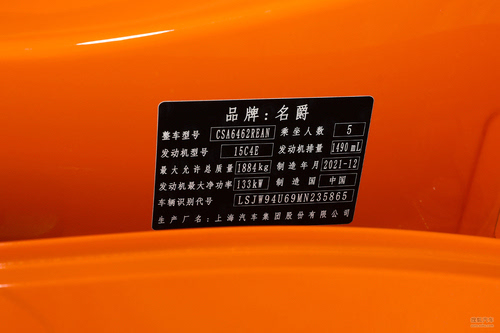 品牌:名爵
整车型号 CSA6462REAN 乘坐人数 5
发动机型号 15C4E 发动机排量 1490 mL
最大允许总质量 1884kg 制造年月 2021-12
发动机最大净功率 133kW 制造国 中国
车辆识别代号 LSJW94U69MN235865
生产厂名:上海汽车集团股份有限公司